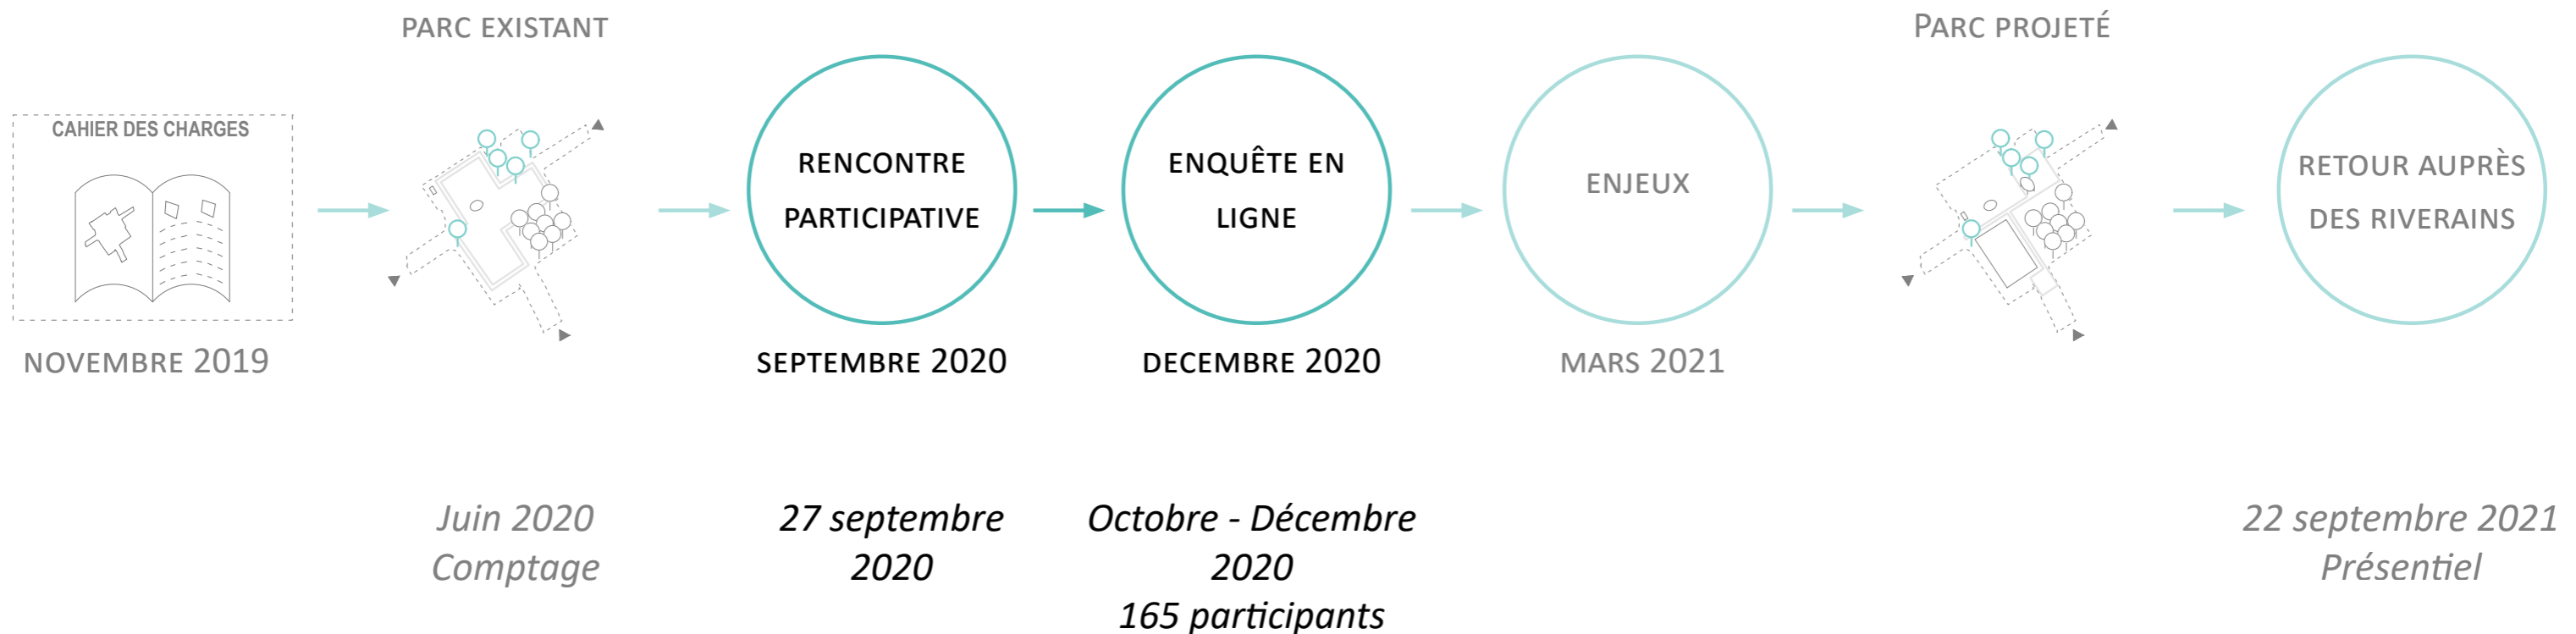 PARC EXISTANT
PARC PROJETÉ
CAHIER DES CHARGES
RENCONTRE
PARTICIPATIVE
ENQUÊTE EN
LIGNE
ENJEUX
RETOUR AUPRÈS
DES RIVERAINS
NOVEMBRE 2019
SEPTEMBRE 2020
DECEMBRE 2020
MARS 2021
Juin 2020
Comptage
27 septembre
2020
Octobre - Décembre
2020
165 participants
22 septembre 2021
Présentiel